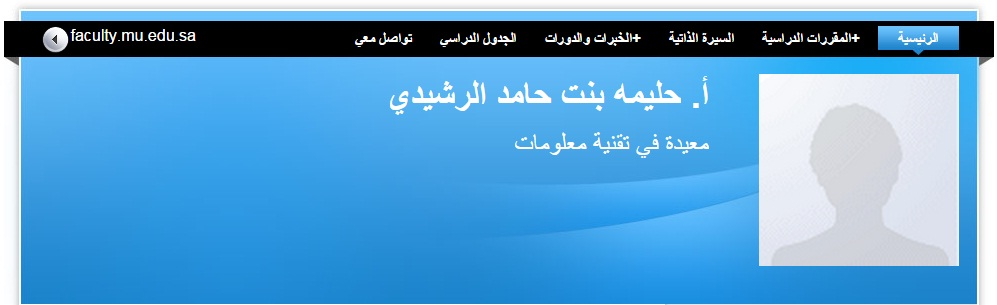 الرئيسية +المقررات الدراسية السيرة الذاتية +الخبرات والدورات الجدول الدراسي تواصل معي faculty.mu.edu.sa
أ. حليمه بنت حامد الرشيدي
معيدة في تقنية معلومات